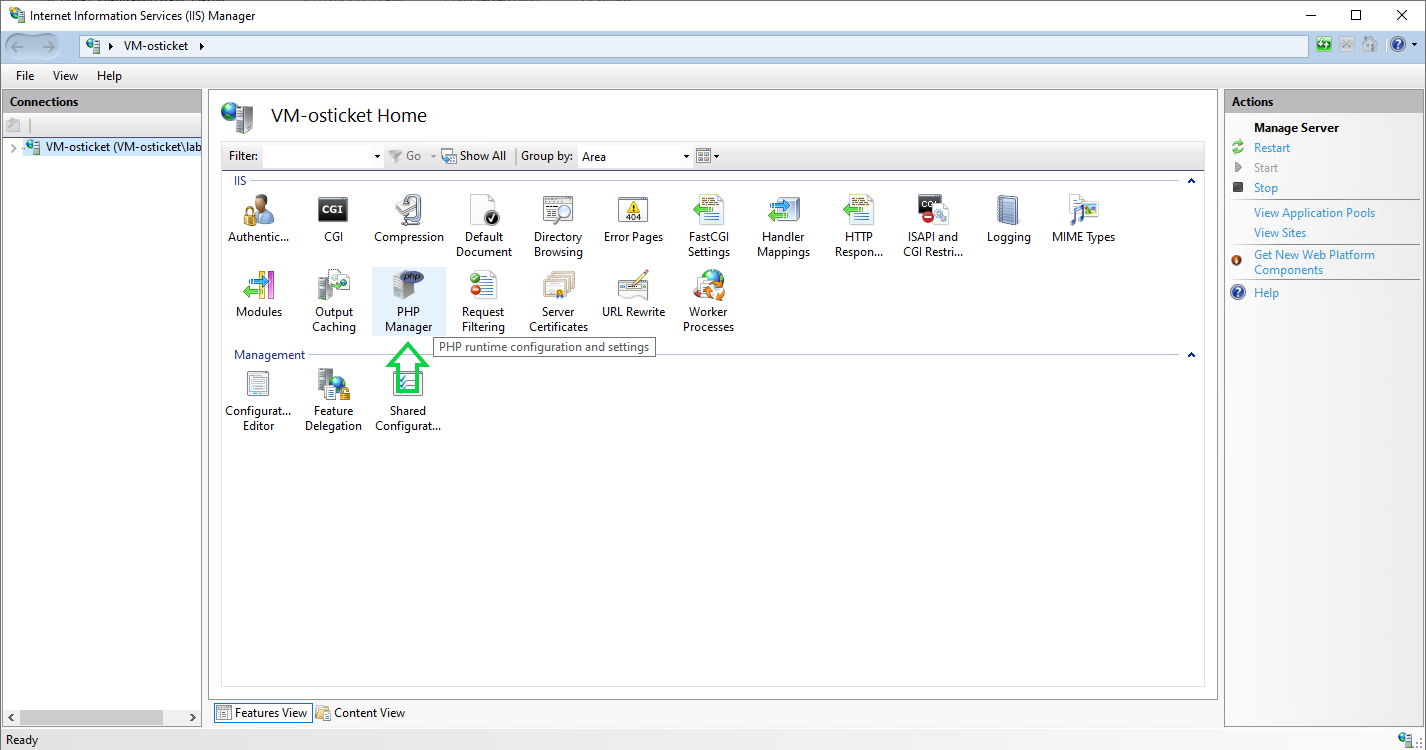 Internet Information Services (IIS) Manager
VM-osticket
File View Help
Connections
VM-osticket (VM-osticket\lab
VM-osticket Home
Filter: Go Show All Group by: Area
IIS
Authentic...
CGI
Compression
Default
Document
Directory
Browsing
Error Pages
FastCGI
Settings
Handler
Mappings
HTTP
Respon...
ISAPI and
CGI Restri...
Logging
MIME Types
CGI
404
Modules
Output
Caching
php
PHP
Manager
Request
Filtering
Server
Certificates
URL Rewrite
Worker
Processes
PHP runtime configuration and settings
Management
Configurat...
Editor
Feature
Delegation
Shared
Configurat...
Features View Content View
Actions
Manage Server
Restart
Start
Stop
View Application Pools
View Sites
Get New Web Platform
Components
Help
Ready